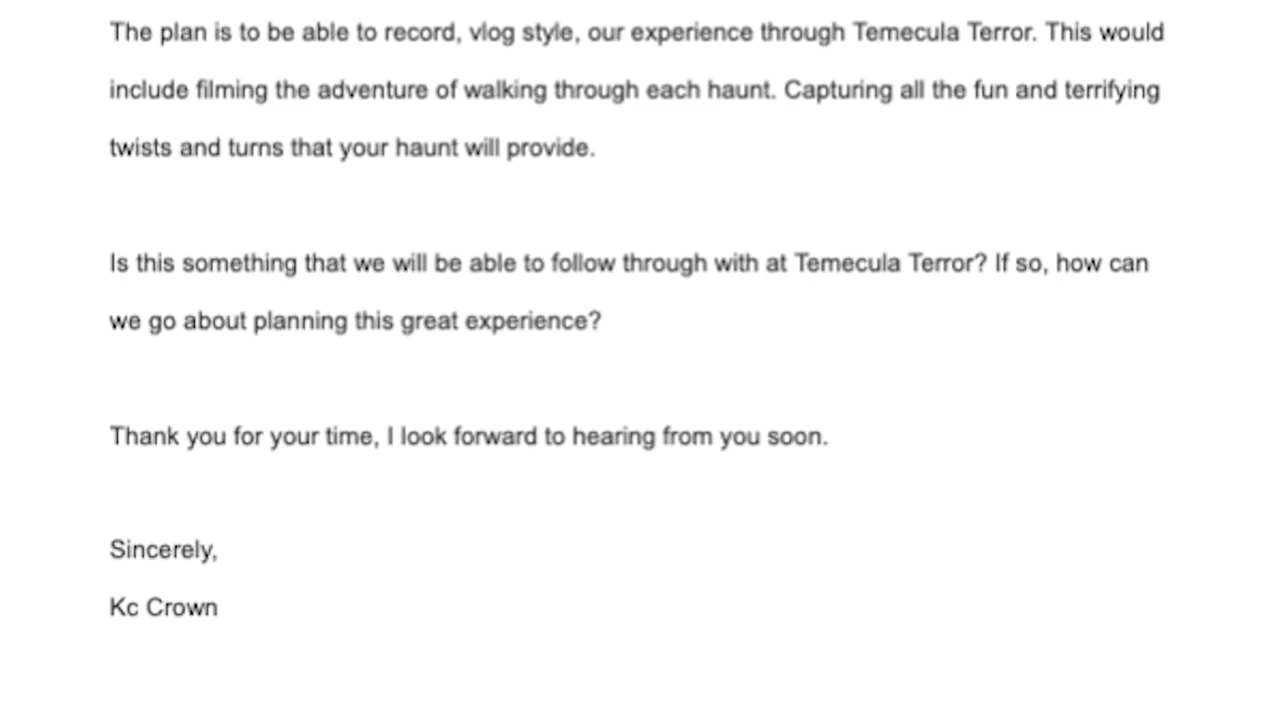 The plan is to be able to record, vlog style, our experience through Temecula Terror. This would
include filming the adventure of walking through each haunt. Capturing all the fun and terrifying
twists and turns that your haunt will provide.
Is this something that we will be able to follow through with at Temecula Terror? If so, how can
we go about planning this great experience?
Thank you for your time, I look forward to hearing from you soon.
Sincerely,
Kc Crown